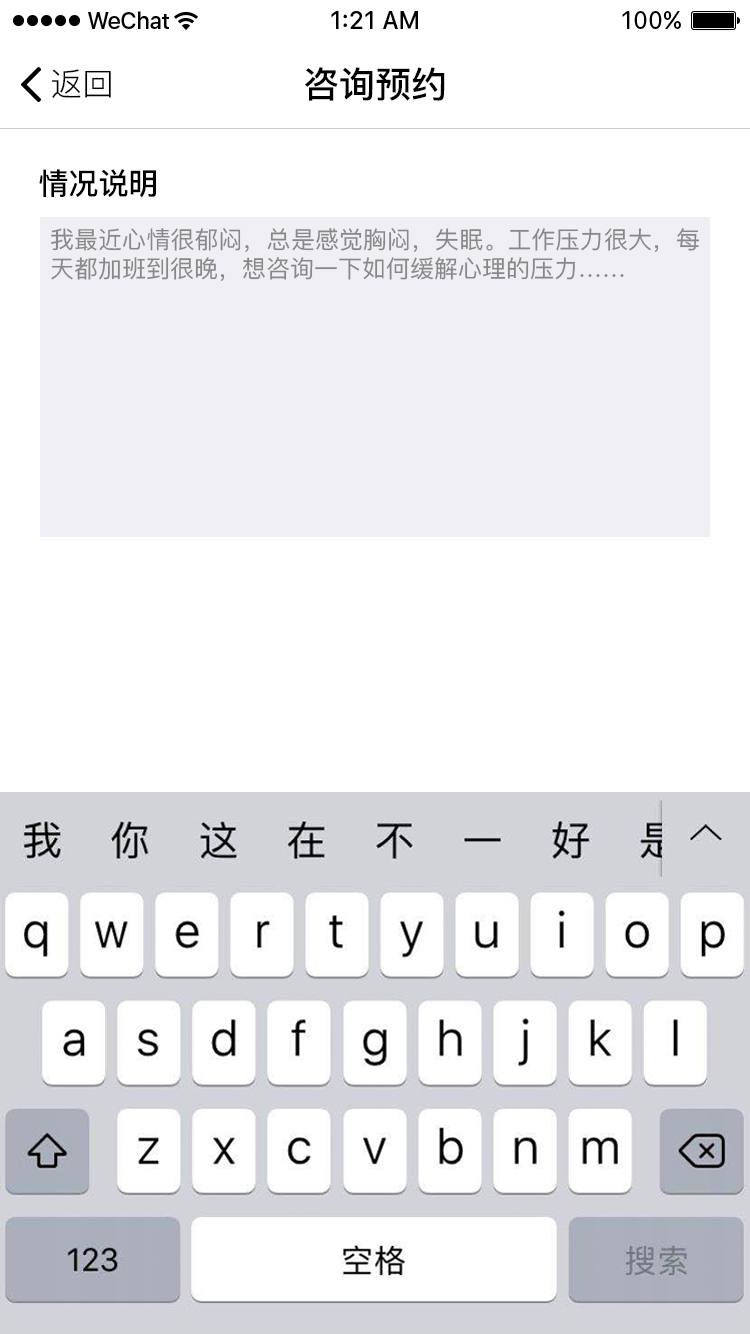 WeChat 1:21 AM 100%
返回 咨询预约
情况说明
我最近心情很郁闷，总是感觉胸闷，失眠。工作压力很大，每
天都加班到很晚，想咨询一下如何缓解心理的压力……
我 你 这 在 不 一 好 是
q w e r t y u i o p
a s d f g h j k l
z x c v b n m
123 空格 搜索